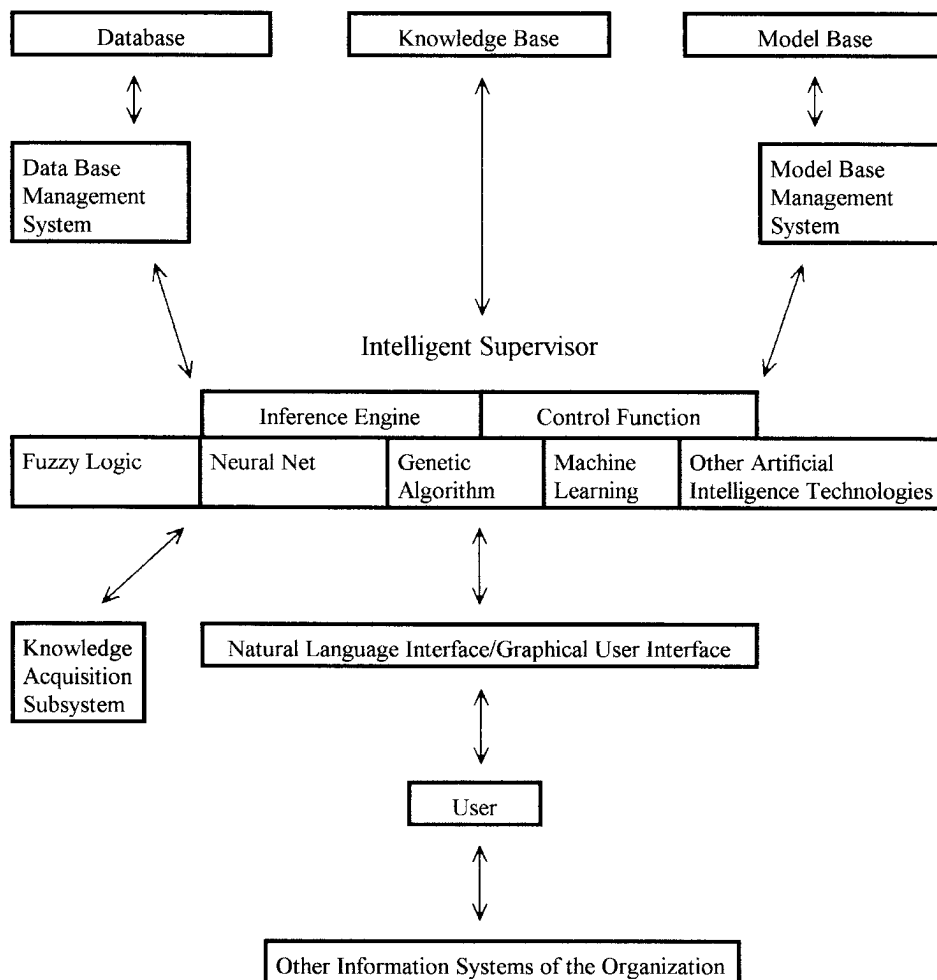 Database
Knowledge Base
Model Base
Data Base
Management
System
Model Base
Management
System
Intelligent Supervisor
Inference Engine
Control Function
Fuzzy Logic
Neural Net
Genetic
Algorithm
Machine
Learning
Other Artificial
Intelligence Technologies
Knowledge
Acquisition
Subsystem
Natural Language Interface/Graphical User Interface
User
Other Information Systems of the Organization